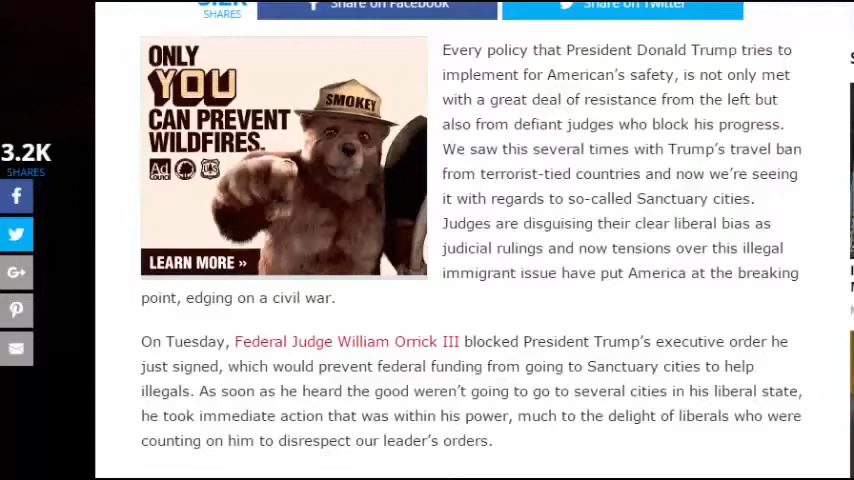 SHARES
Share on Facebook
Share on Twitter
3.2K
SHARES
ONLY
YOU
CAN PREVENT
WILDFIRES.
Ad
LEARN MORE »
SMOKEY
Every policy that President Donald Trump tries to
implement for American's safety, is not only met
with a great deal of resistance from the left but
also from defiant judges who block his progress.
We saw this several times with Trump's travel ban
from terrorist-tied countries and now we're seeing
it with regards to so-called Sanctuary cities.
Judges are disguising their clear liberal bias as
judicial rulings and now tensions over this illegal
immigrant issue have put America at the breaking
point, edging on a civil war.
On Tuesday, Federal Judge William Orrick III blocked President Trump's executive order he
just signed, which would prevent federal funding from going to Sanctuary cities to help
illegals. As soon as he heard the good weren't going to go to several cities in his liberal state,
he took immediate action that was within his power, much to the delight of liberals who were
counting on him to disrespect our leader's orders.